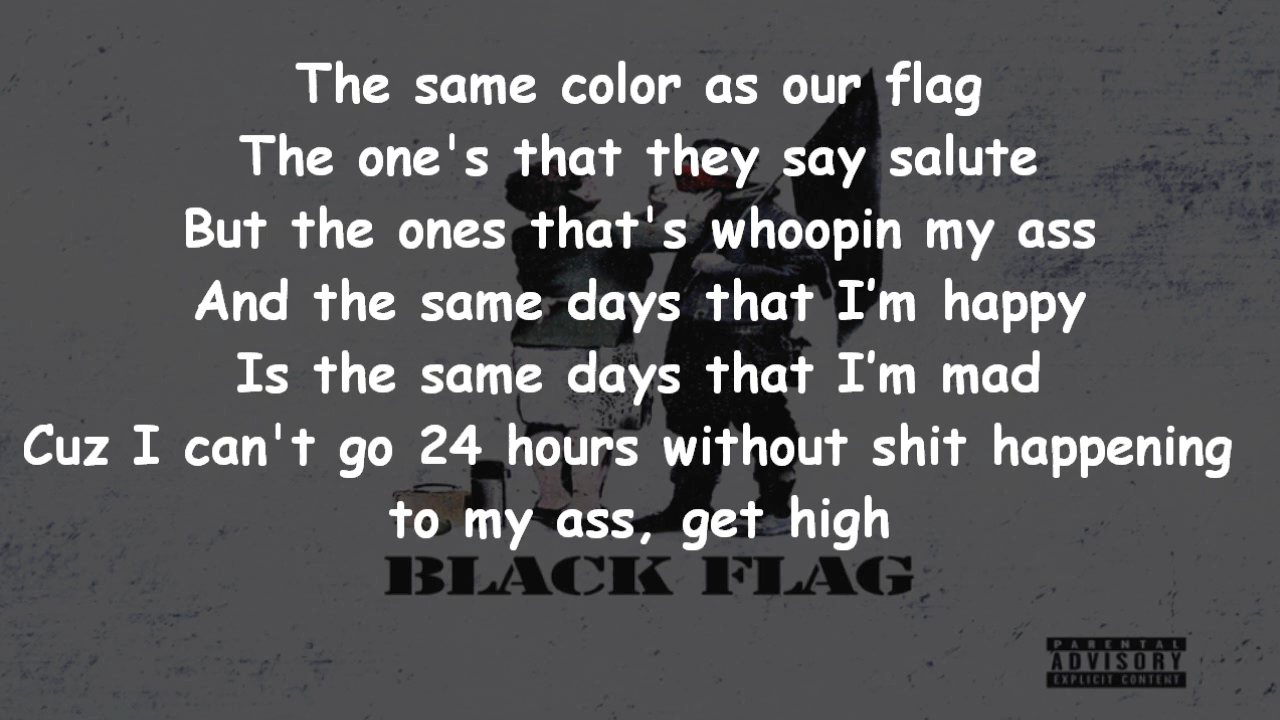 The same color as our flag
The one's that they say salute
But the ones that's whoopin my ass
And the same days that I’m happy
Is the same days that I’m mad
Cuz I can't go 24 hours without shit happening
to my ass, get high
BLACK FLAG
PARENTAL
ADVISORY
EXPLICIT CONTENT